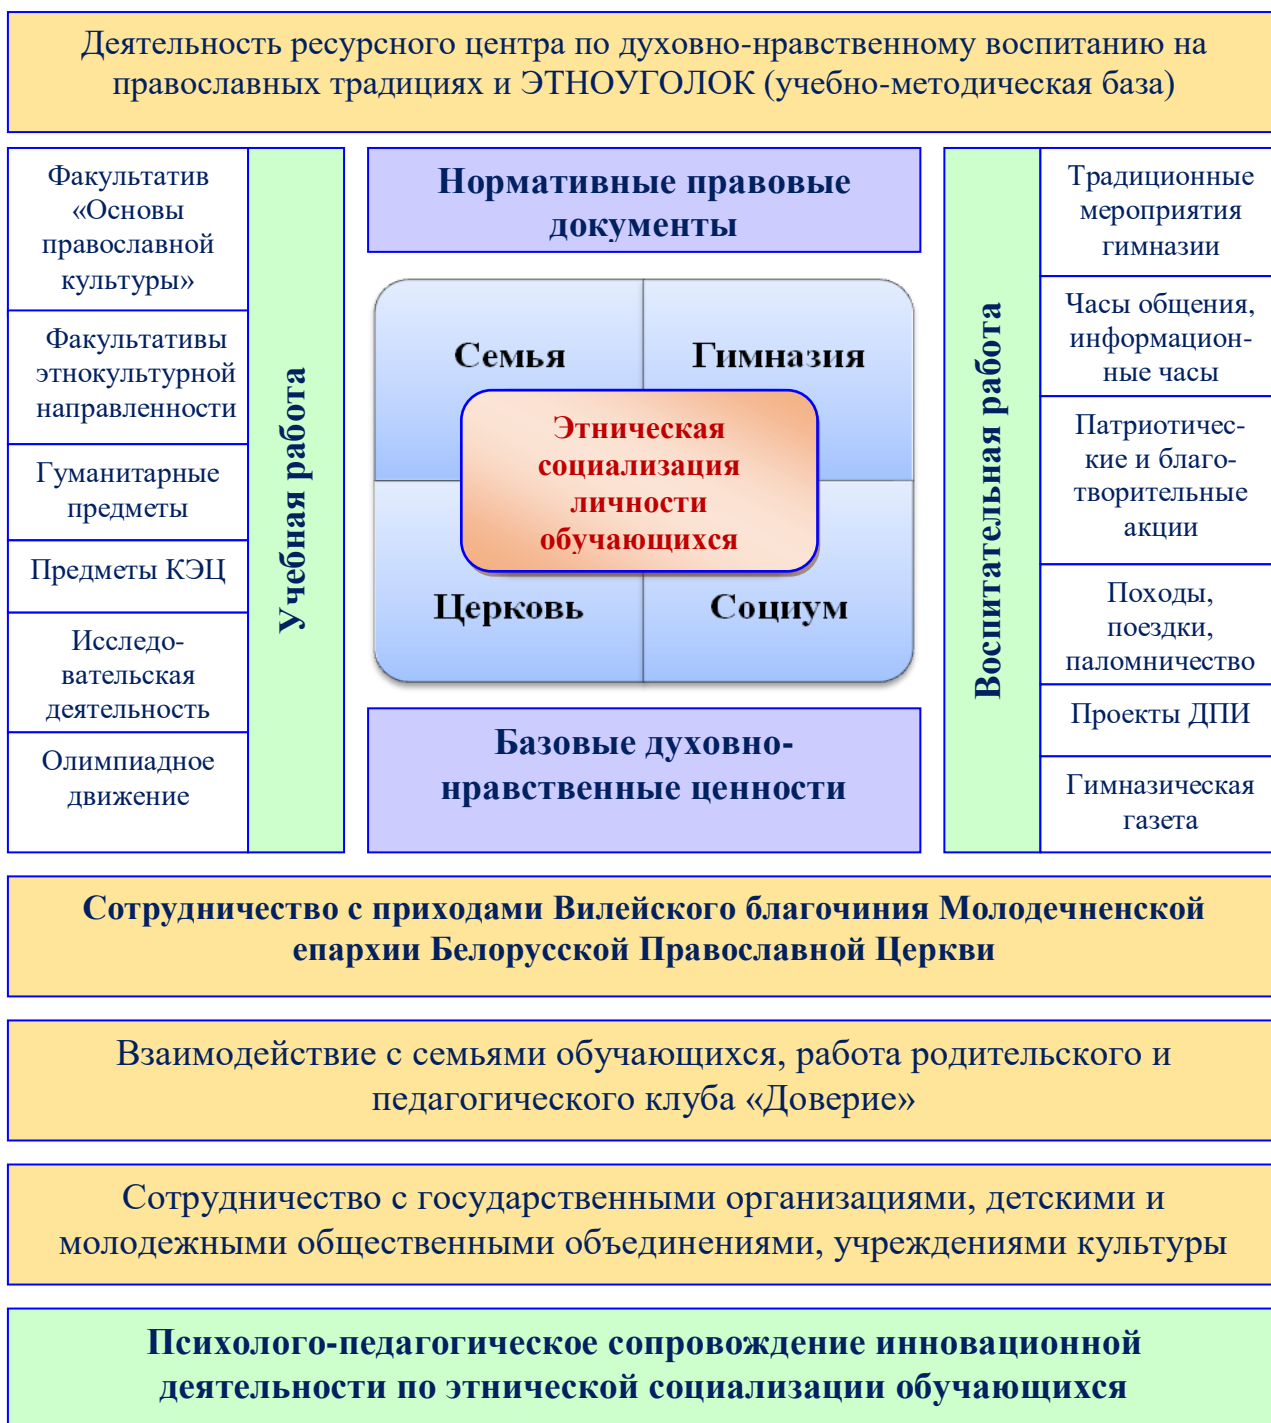 Деятельность ресурсного центра по духовно-нравственному воспитанию на
православных традициях и ЭТНОУГОЛОК (учебно-методическая база)
Факультатив
«Основы
православной
культуры»
Факультативы
этнокультурной
направленности
Гуманитарные
предметы
Предметы КЭЦ
Исследо-
вательская
деятельность
Олимпиадное
движение
Учебная работа
Нормативные правовые
документы
Семья
Гимназия
Этническая
социализация
личности
обучающихся
Церковь
Социум
Базовые духовно-
нравственные ценности
Воспитательная работа
Традиционные
мероприятия
гимназии
Часы общения,
информацион-
ные часы
Патриотичес-
кие и благо-
творительные
акции
Походы,
поездки,
паломничество
Проекты ДПИ
Гимназическая
газета
Сотрудничество с приходами Вилейского благочиния Молодечненской
епархии Белорусской Православной Церкви
Взаимодействие с семьями обучающихся, работа родительского и
педагогического клуба «Доверие»
Сотрудничество с государственными организациями, детскими и
молодежными общественными объединениями, учреждениями культуры
Психолого-педагогическое сопровождение инновационной
деятельности по этнической социализации обучающихся